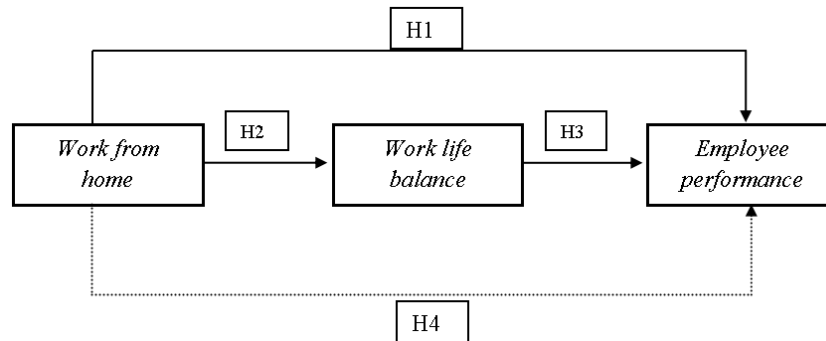 H1
H2
H3
Work from
home
Work life
balance
Employee
performance
H4